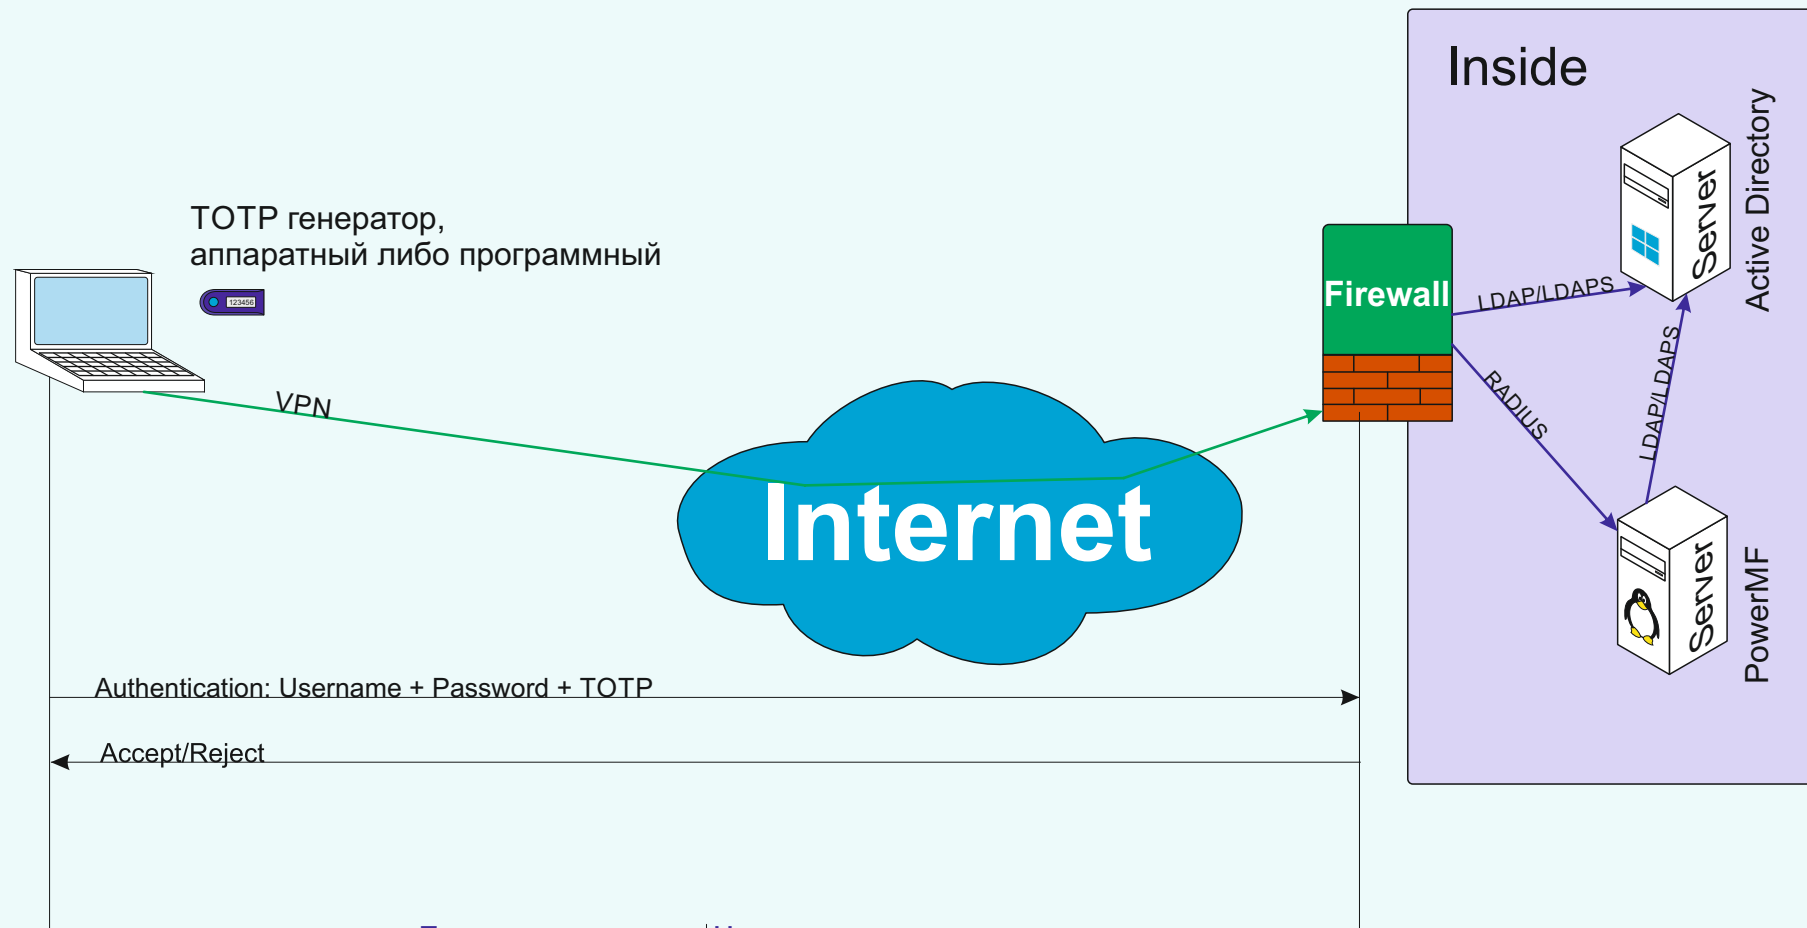 Inside
Server
Active Directory
TOTP генератор,
аппаратный либо программный
123456
Firewall
LDAP/LDAPS
VPN
RADIUS
LDAP/LDAPS
Internet
Server
PowerMF
Authentication: Username + Password + TOTP
Accept/Reject